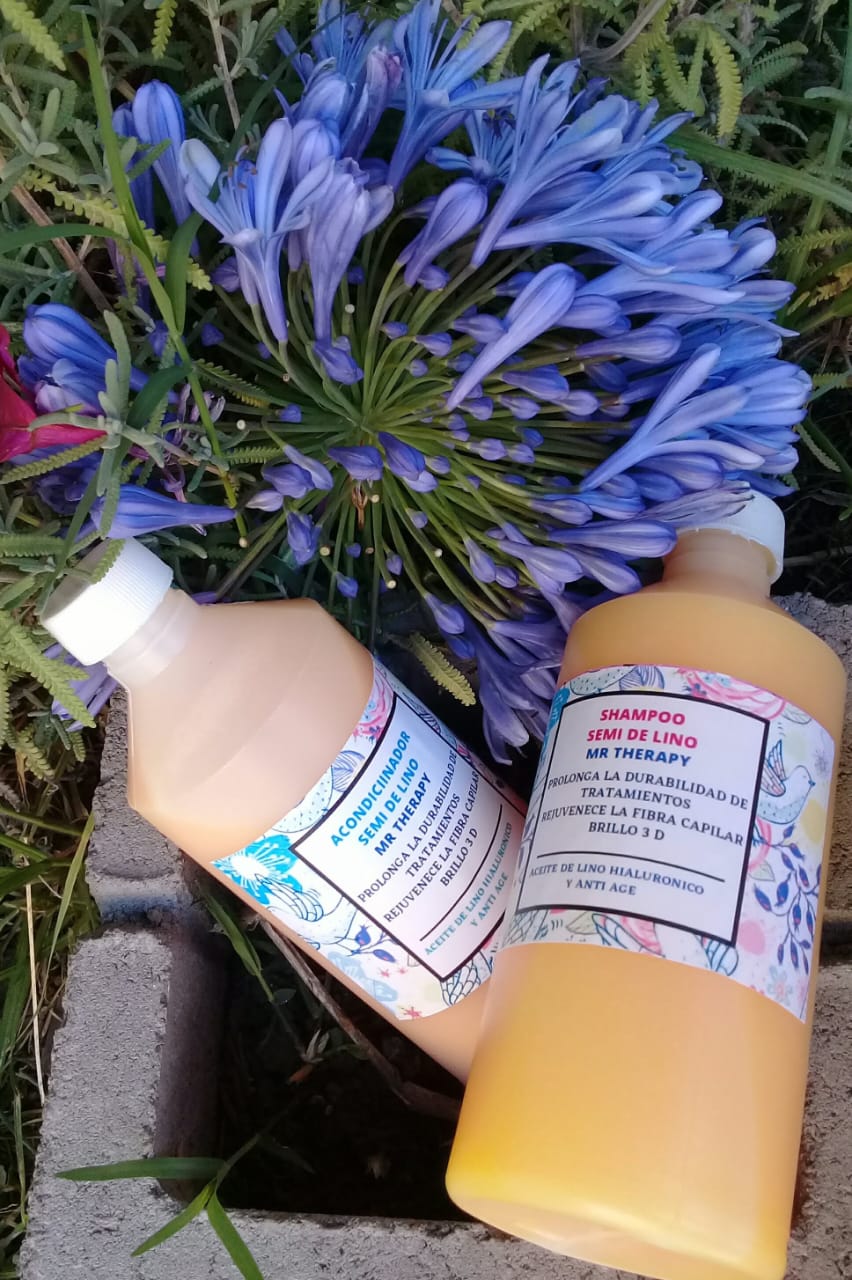 ACONDICIINADOR
SEMI DE LINO
MR THERAPY
PROLONGA LA DURABILIDAD DE
TRATAMIENTOS
REJUVENECE LA FIBRA CAPILAR
BRILLO 3 D
ACEITE DE LINO HIALURONICO
Y ANTI AGE
SHAMPOO
SEMI DE LINO
MR THERAPY
PROLONGA LA DURABILIDAD DE
TRATAMIENTOS
REJUVENECE LA FIBRA CAPILAR
BRILLO 3 D
ACEITE DE LINO HIALURONICO
Y ANTI AGE